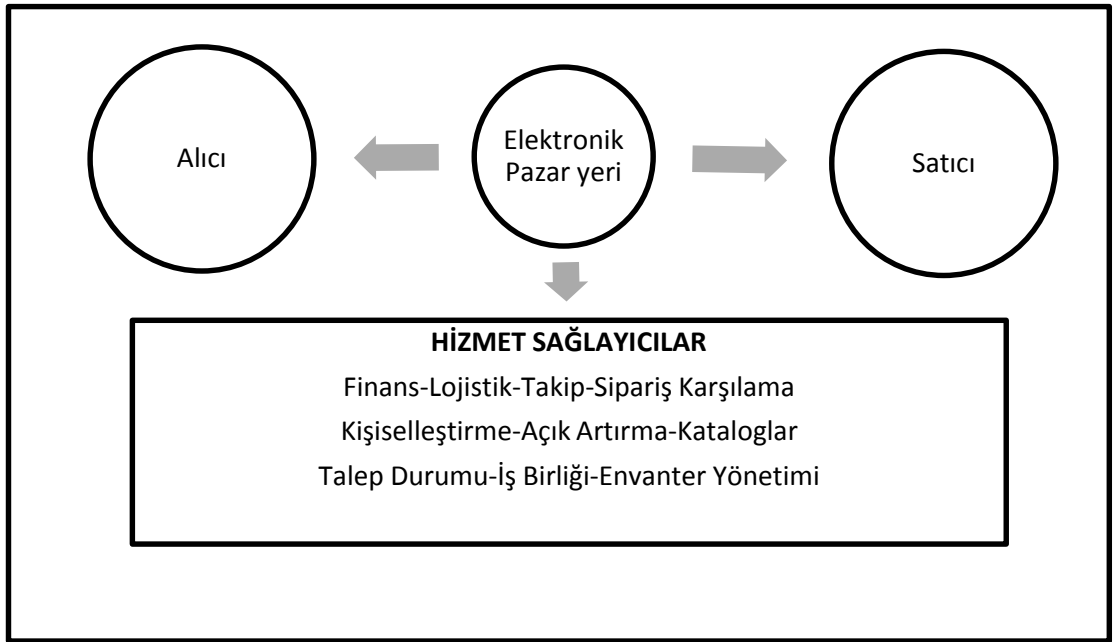 Alıcı
Elektronik
Pazar yeri
Satıcı
HİZMET SAĞLAYICILAR
Finans-Lojistik-Takip-Sipariş Karşılama
Kişiselleştirme-Açık Artırma-Kataloglar
Talep Durumu-İş Birliği-Envanter Yönetimi